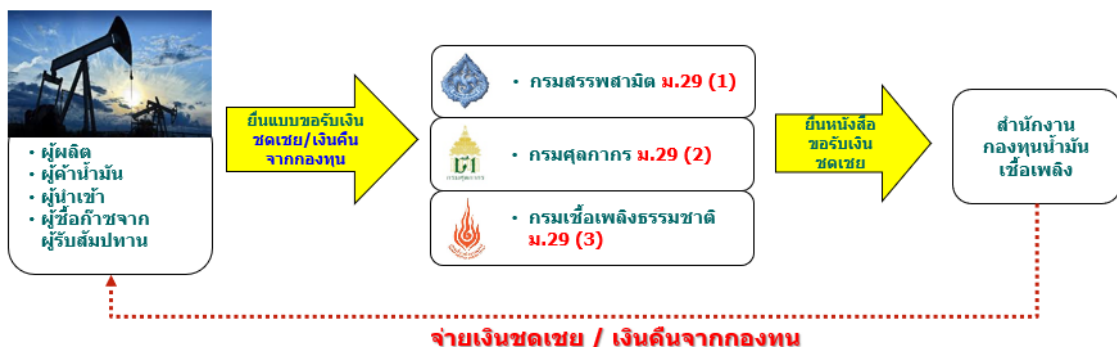 • ผู้ผลิต
• ผู้ค้าน้ำมัน
• ผู้นำเข้า
• ผู้ซื้อก๊าซจาก
ผู้รับสัมปทาน
ยื่นแบบขอรับเงิน
ชดเชย/เงินคืน
จากกองทุน
• กรมสรรพสามิต ม.29 (1)
กรมศุลกากร
• กรมศุลกากร ม.29 (2)
• กรมเชื้อเพลิงธรรมชาติ
ม.29 (3)
ยื่นหนังสือ
ขอรับเงิน
ชดเชย
สำนักงาน
กองทุนน้ำมัน
เชื้อเพลิง
จ่ายเงินชดเชย / เงินคืนจากกองทุน